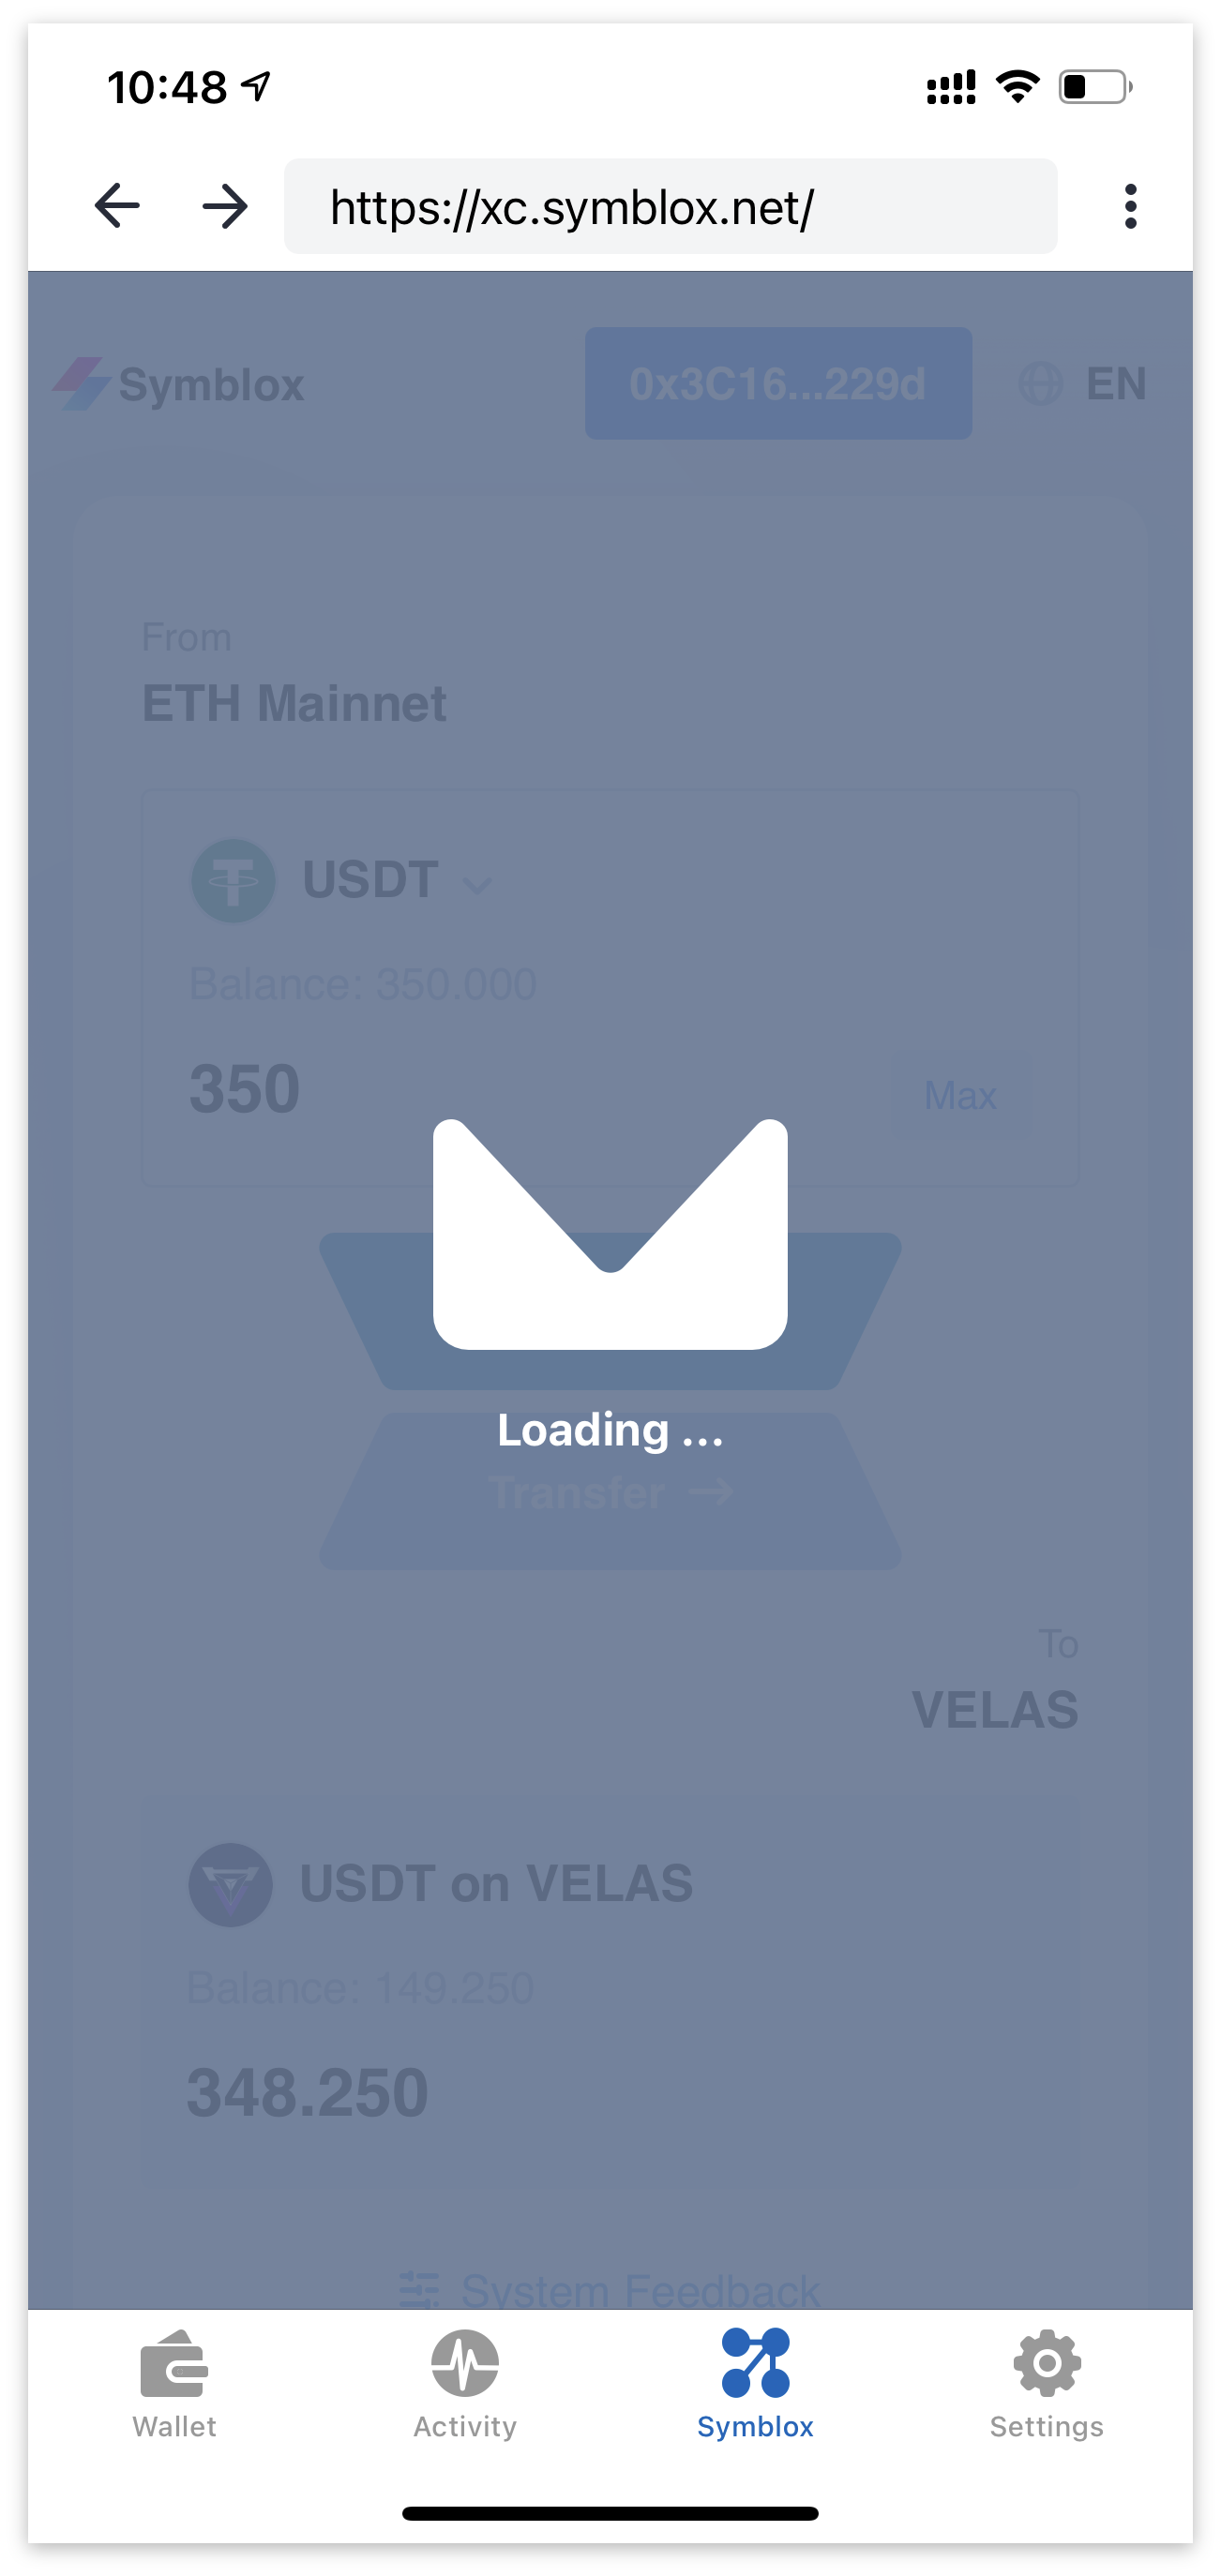 10:48
https://xc.symblox.net/
Symblox
0x3C16...229d
EN
From
ETH Mainnet
USDT
Balance: 350.000
350
Max
Loading ...
Transfer →
To
VELAS
USDT on VELAS
Balance: 149.250
348.250
System Feedback
Wallet
Activity
Symblox
Settings